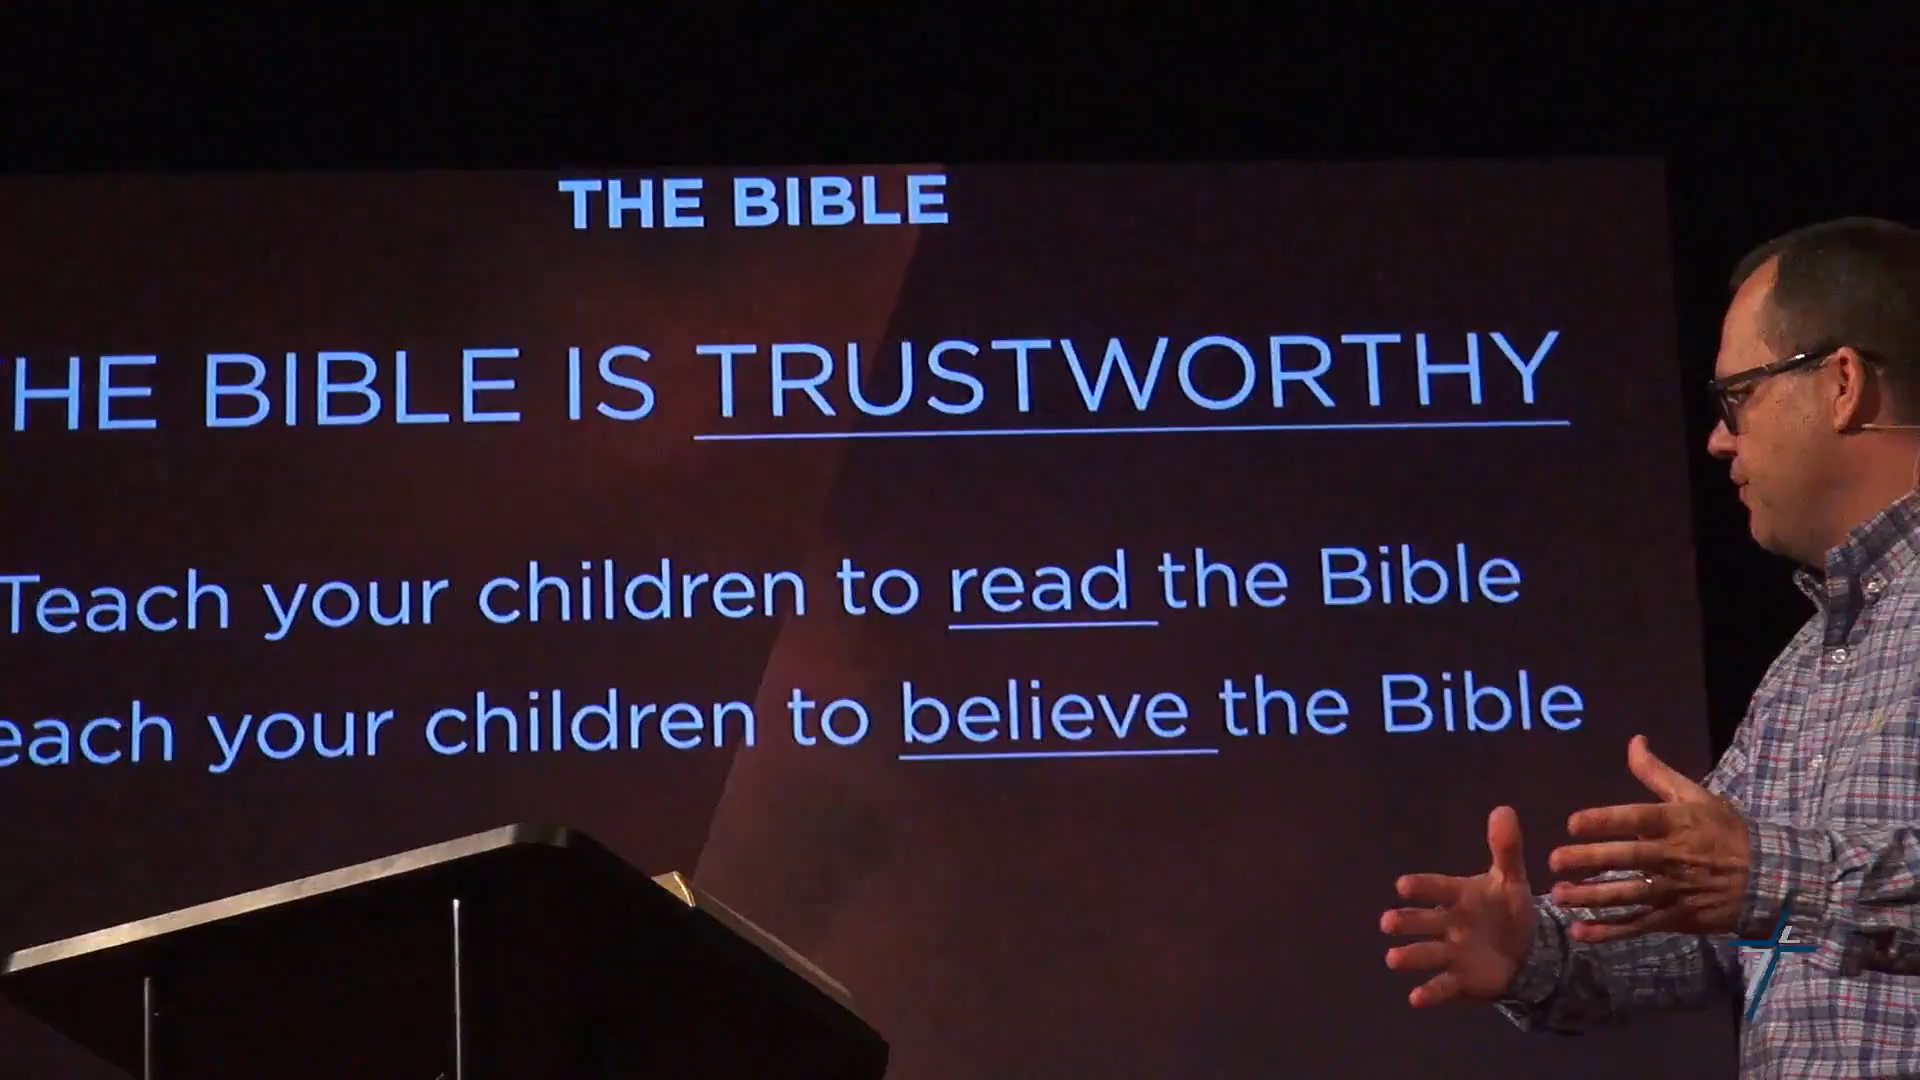 THE BIBLE
HE BIBLE IS TRUSTWORTHY
Teach your children to read the Bible
each your children to believe the Bible